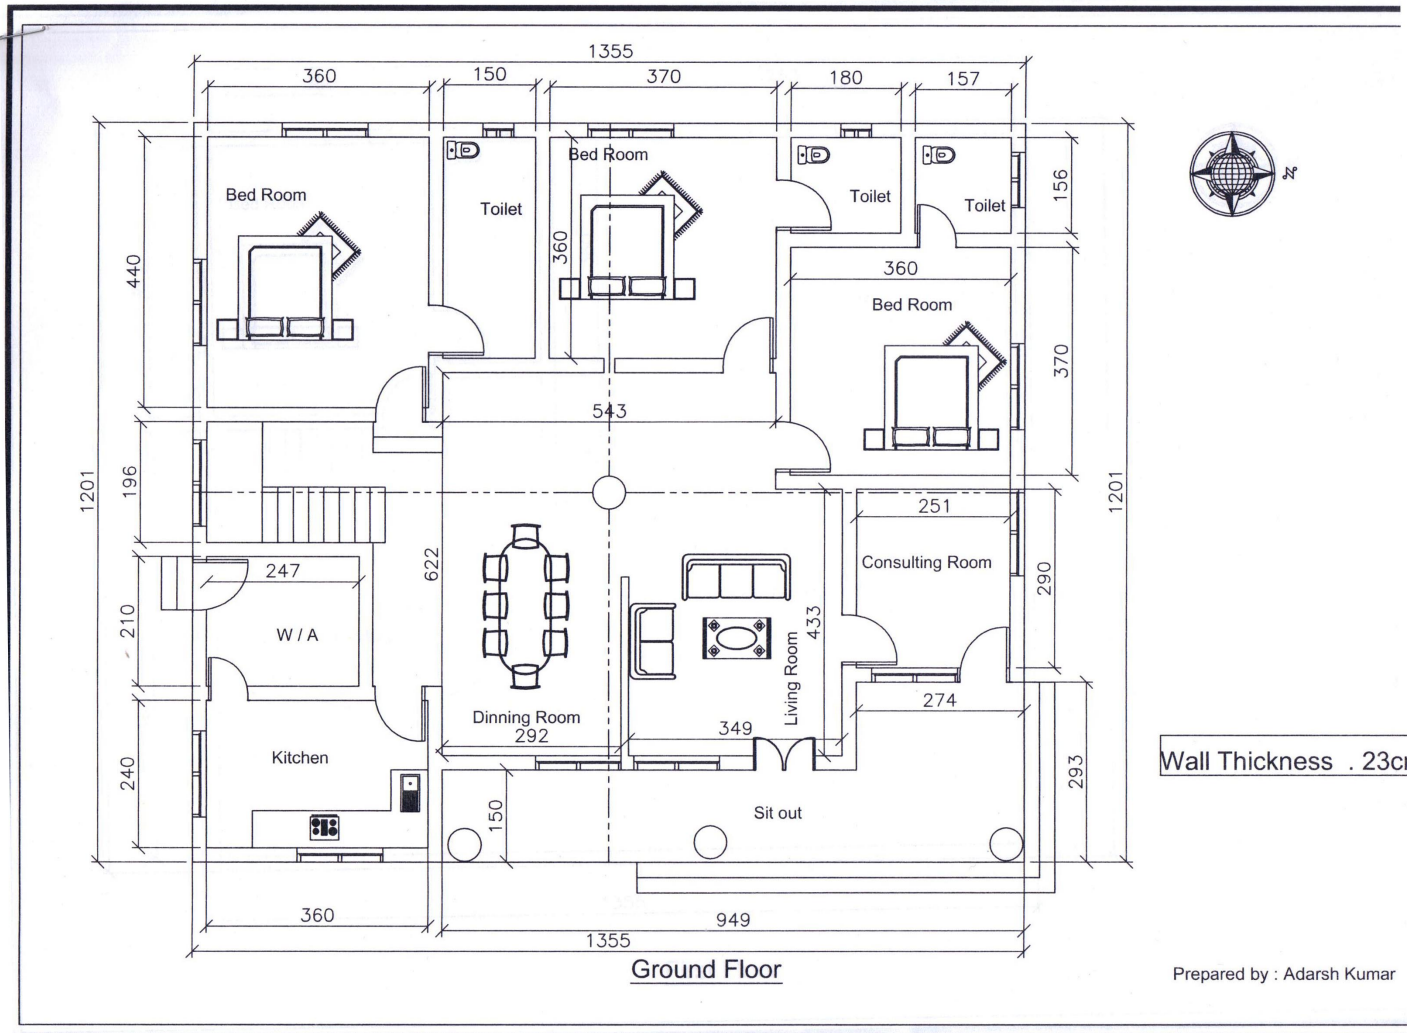 1355
360
150
370
180
157
Bed Room
Bed Room
Toilet
Toilet
Toilet
156
440
360
360
Bed Room
370
543
1201
196
1201
251
622
Consulting Room
247
290
433
210
W / A
Living Room
Dinning Room
292
349
274
Kitchen
240
293
Wall Thickness . 23c
150
Sit out
360
949
1355
Ground Floor
Prepared by : Adarsh Kumar